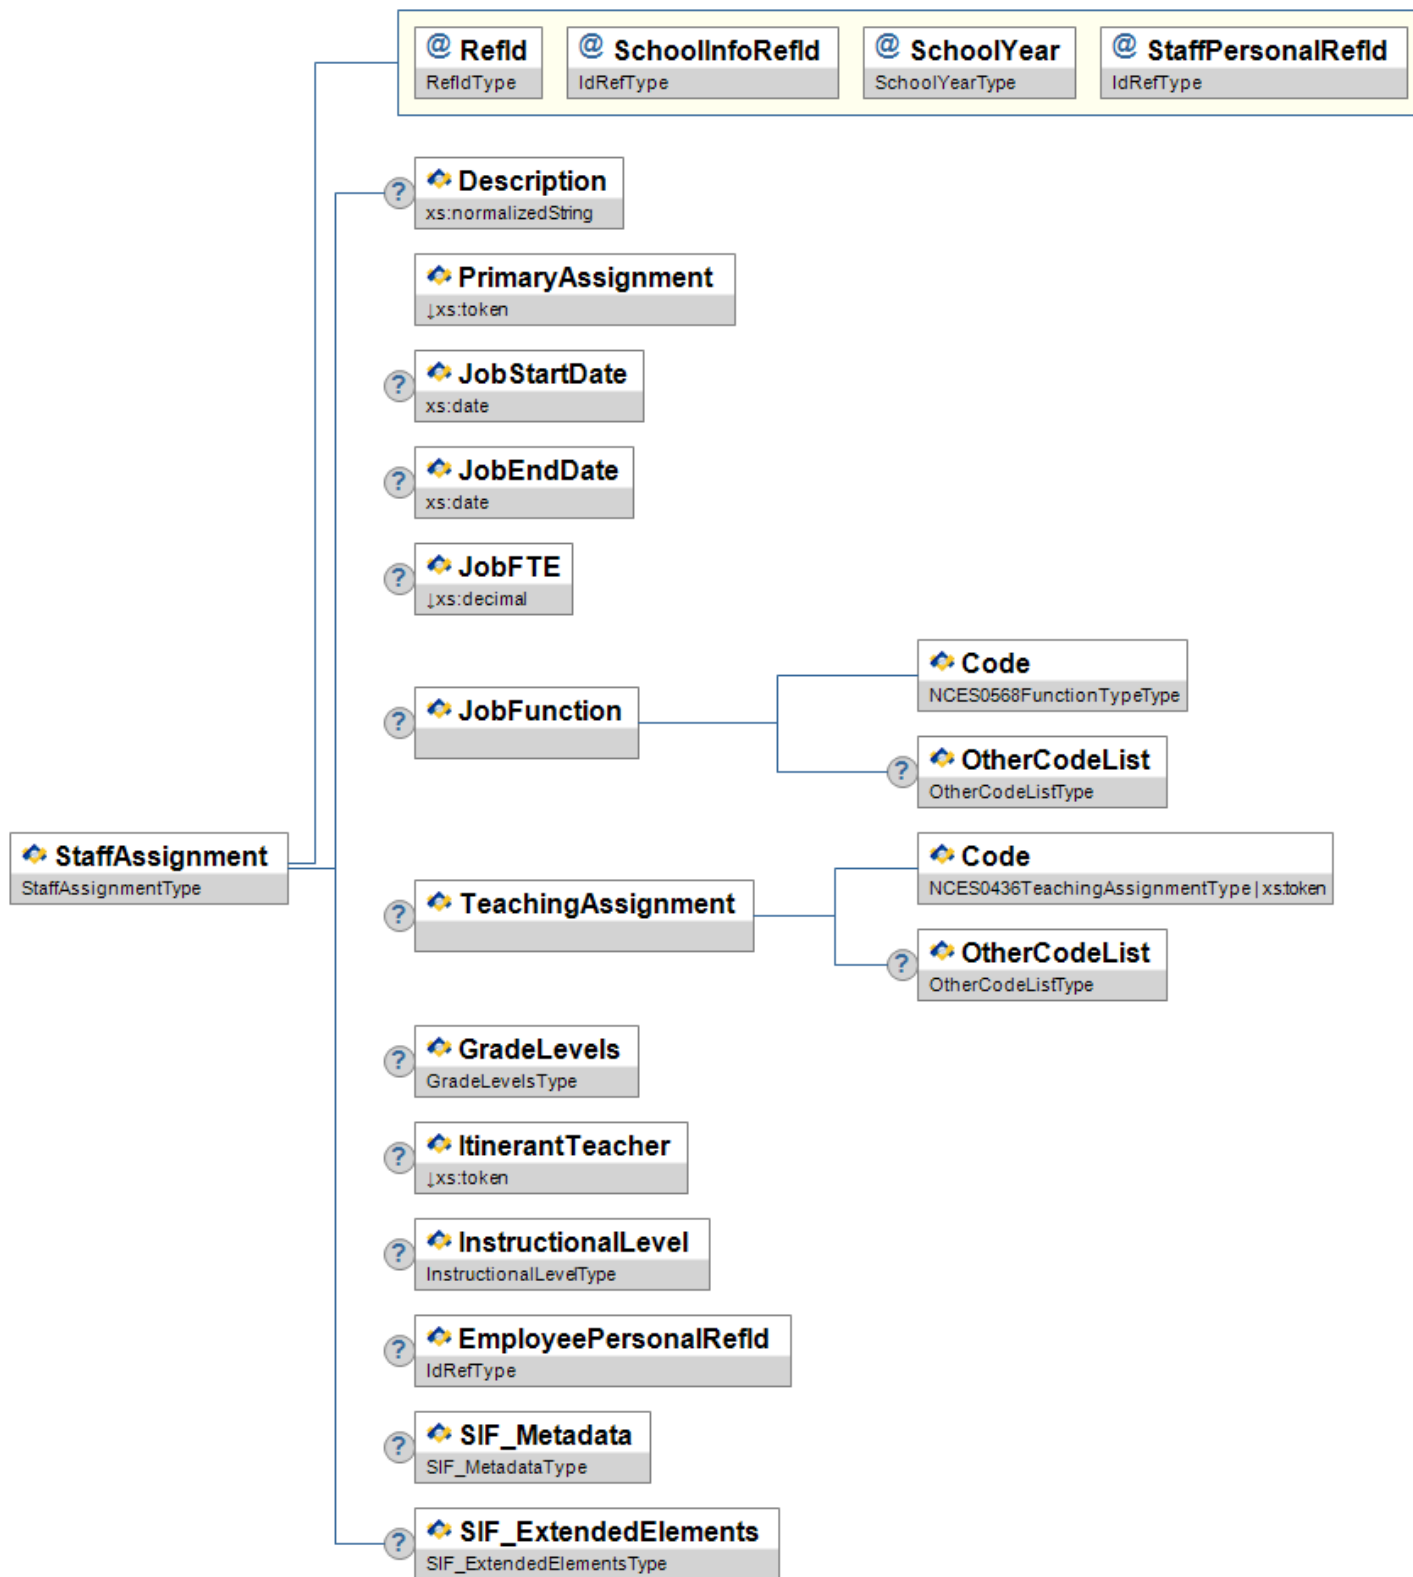 @ RefId
RefIdType
@ SchoolInfoRefId
IdRefType
@ SchoolYear
SchoolYearType
@ StaffPersonalRefId
IdRefType
? Description
xs:normalizedString
PrimaryAssignment
↓xs:token
? JobStartDate
xs:date
? JobEndDate
xs:date
? JobFTE
↓xs:decimal
? JobFunction
Code
NCES0568FunctionTypeType
? OtherCodeList
OtherCodeListType
StaffAssignment
StaffAssignmentType
? TeachingAssignment
Code
NCES0436TeachingAssignmentType | xs:token
? OtherCodeList
OtherCodeListType
? GradeLevels
GradeLevelsType
? ItinerantTeacher
↓xs:token
? InstructionalLevel
InstructionalLevelType
? EmployeePersonalRefId
IdRefType
? SIF_Metadata
SIF_MetadataType
? SIF_ExtendedElements
SIF_ExtendedElementsType